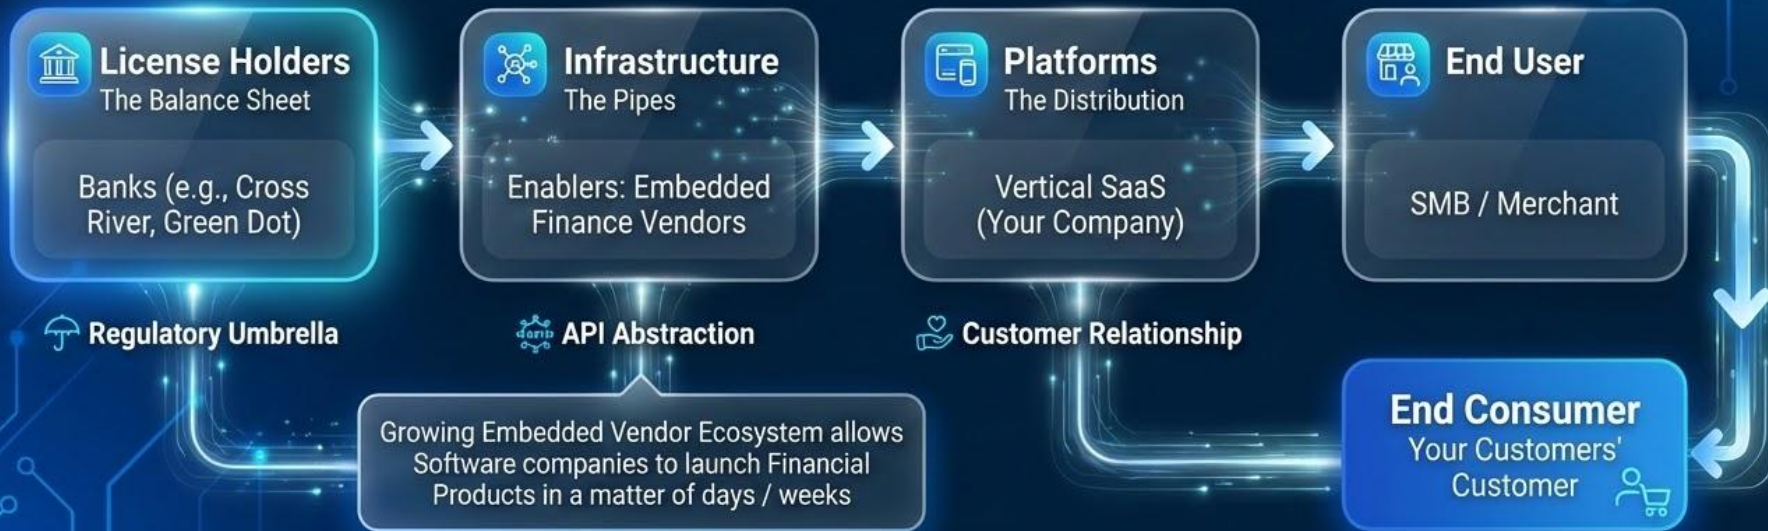 License Holders
The Balance Sheet
Banks (e.g., Cross
River, Green Dot)
Regulatory Umbrella
Infrastructure
The Pipes
Enablers: Embedded
Finance Vendors
API Abstraction
Growing Embedded Vendor Ecosystem allows
Software companies to launch Financial
Products in a matter of days / weeks
Platforms
The Distribution
Vertical SaaS
(Your Company)
Customer Relationship
End User
SMB / Merchant
End Consumer
Your Customers'
Customer